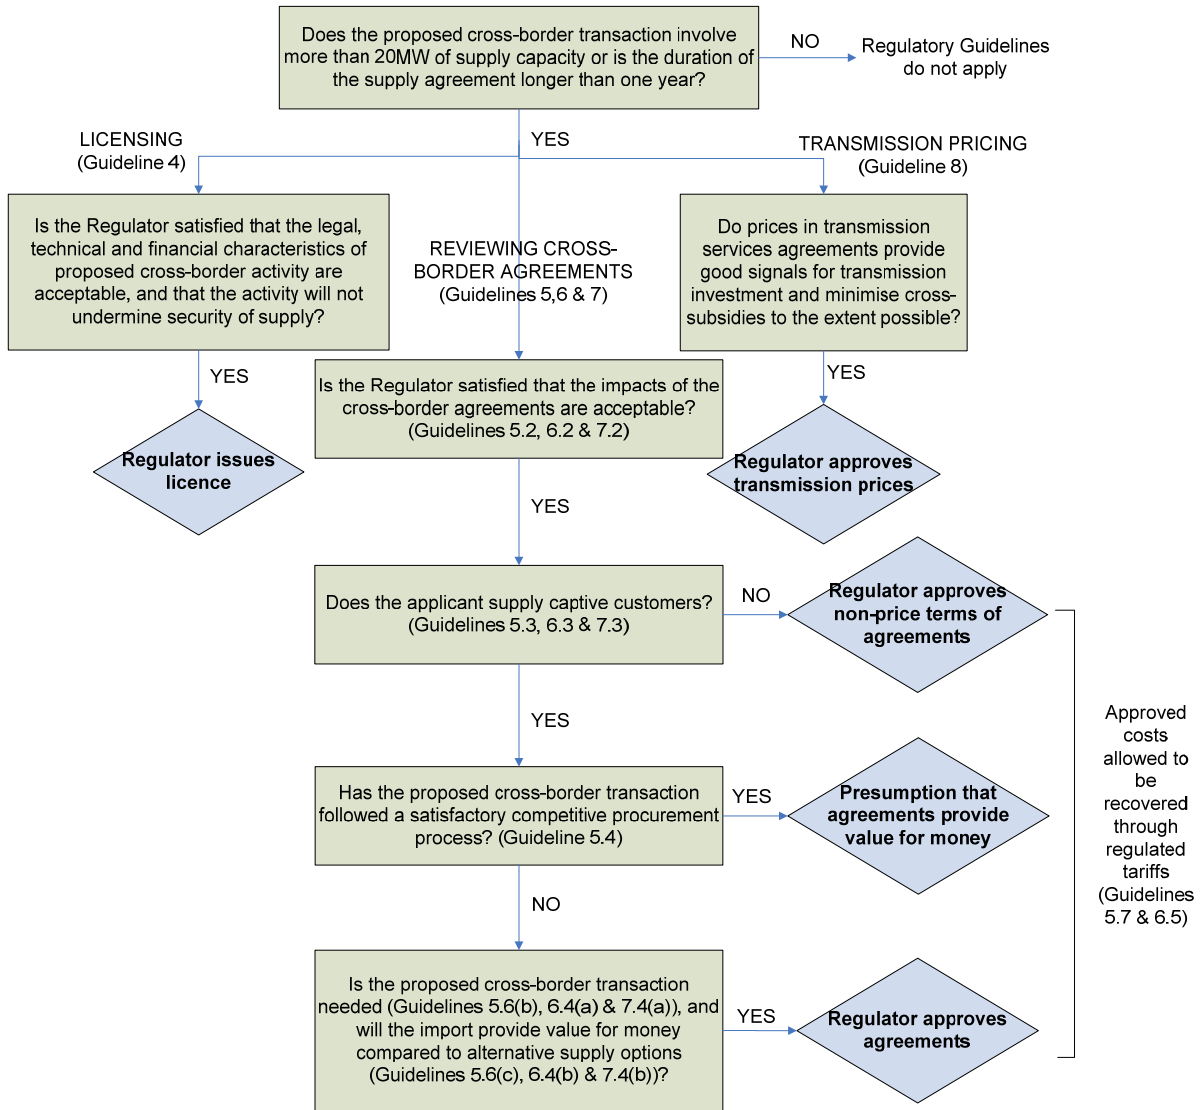 Does the proposed cross-border transaction involve
more than 20MW of supply capacity or is the duration of
the supply agreement longer than one year?
NO
Regulatory Guidelines
do not apply
YES
LICENSING
(Guideline 4)
TRANSMISSION PRICING
(Guideline 8)
Is the Regulator satisfied that the legal,
technical and financial characteristics of
proposed cross-border activity are
acceptable, and that the activity will not
undermine security of supply?
REVIEWING CROSS-
BORDER AGREEMENTS
(Guidelines 5,6 & 7)
Do prices in transmission
services agreements provide
good signals for transmission
investment and minimise cross-
subsidies to the extent possible?
YES
YES
Is the Regulator satisfied that the impacts of the
cross-border agreements are acceptable?
(Guidelines 5.2, 6.2 & 7.2)
Regulator issues
licence
Regulator approves
transmission prices
YES
Does the applicant supply captive customers?
(Guidelines 5.3, 6.3 & 7.3)
NO
Regulator approves
non-price terms of
agreements
YES
Has the proposed cross-border transaction
followed a satisfactory competitive procurement
process? (Guideline 5.4)
YES
Presumption that
agreements provide
value for money
Approved
costs
allowed to
be
recovered
through
regulated
tariffs
(Guidelines
5.7 & 6.5)
NO
Is the proposed cross-border transaction
needed (Guidelines 5.6(b), 6.4(a) & 7.4(a)), and
will the import provide value for money
compared to alternative supply options
(Guidelines 5.6(c), 6.4(b) & 7.4(b))?
YES
Regulator approves
agreements